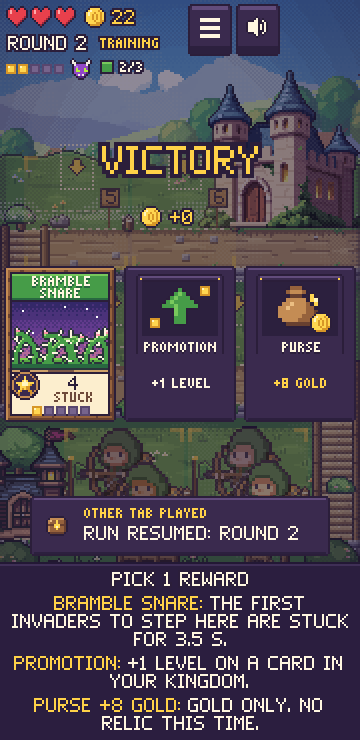 22
ROUND 2 TRAINING
2/3
VICTORY
5 6
+0
BRAMBLE
SNARE
4
STUCK
PROMOTION
+1 LEVEL
PURSE
+8 GOLD
OTHER TAB PLAYED
RUN RESUMED: ROUND 2
PICK 1 REWARD
BRAMBLE SNARE: THE FIRST
INVADERS TO STEP HERE ARE STUCK
FOR 3.5 S.
PROMOTION: +1 LEVEL ON A CARD IN
YOUR KINGDOM.
PURSE +8 GOLD: GOLD ONLY. NO
RELIC THIS TIME.